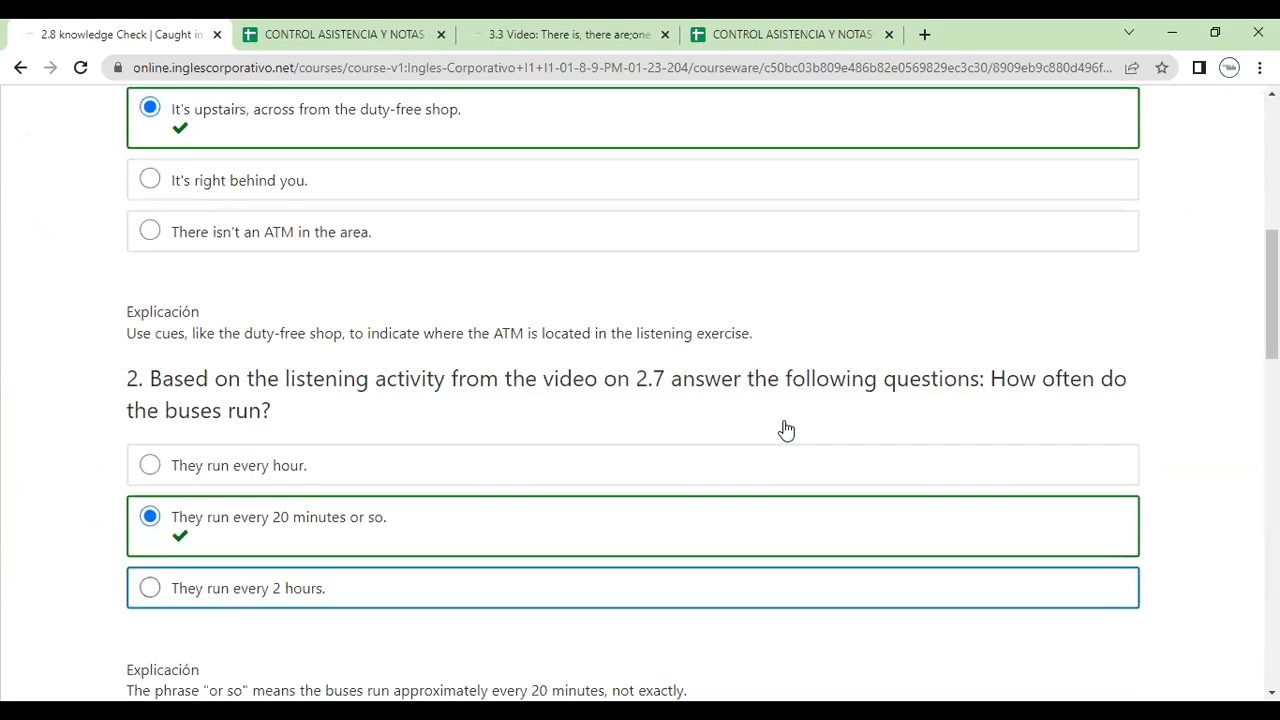 2.8 knowledge Check | Caught in
CONTROL ASISTENCIA Y NOTAS
3.3 Video: There is, there are;one
CONTROL ASISTENCIA Y NOTAS
online.inglescorporativo.net/courses/course-v1:Ingles-Corporativo+I1+I1-01-8-9-PM-01-23-204/courseware/c50bc03b809e486b82e0569829ec3c30/8909eb9c880d496f...
It's upstairs, across from the duty-free shop.
It's right behind you.
There isn't an ATM in the area.
Explicación
Use cues, like the duty-free shop, to indicate where the ATM is located in the listening exercise.
2. Based on the listening activity from the video on 2.7 answer the following questions: How often do
the buses run?
They run every hour.
They run every 20 minutes or so.
They run every 2 hours.
Explicación
The phrase "or so" means the buses run approximately every 20 minutes, not exactly.